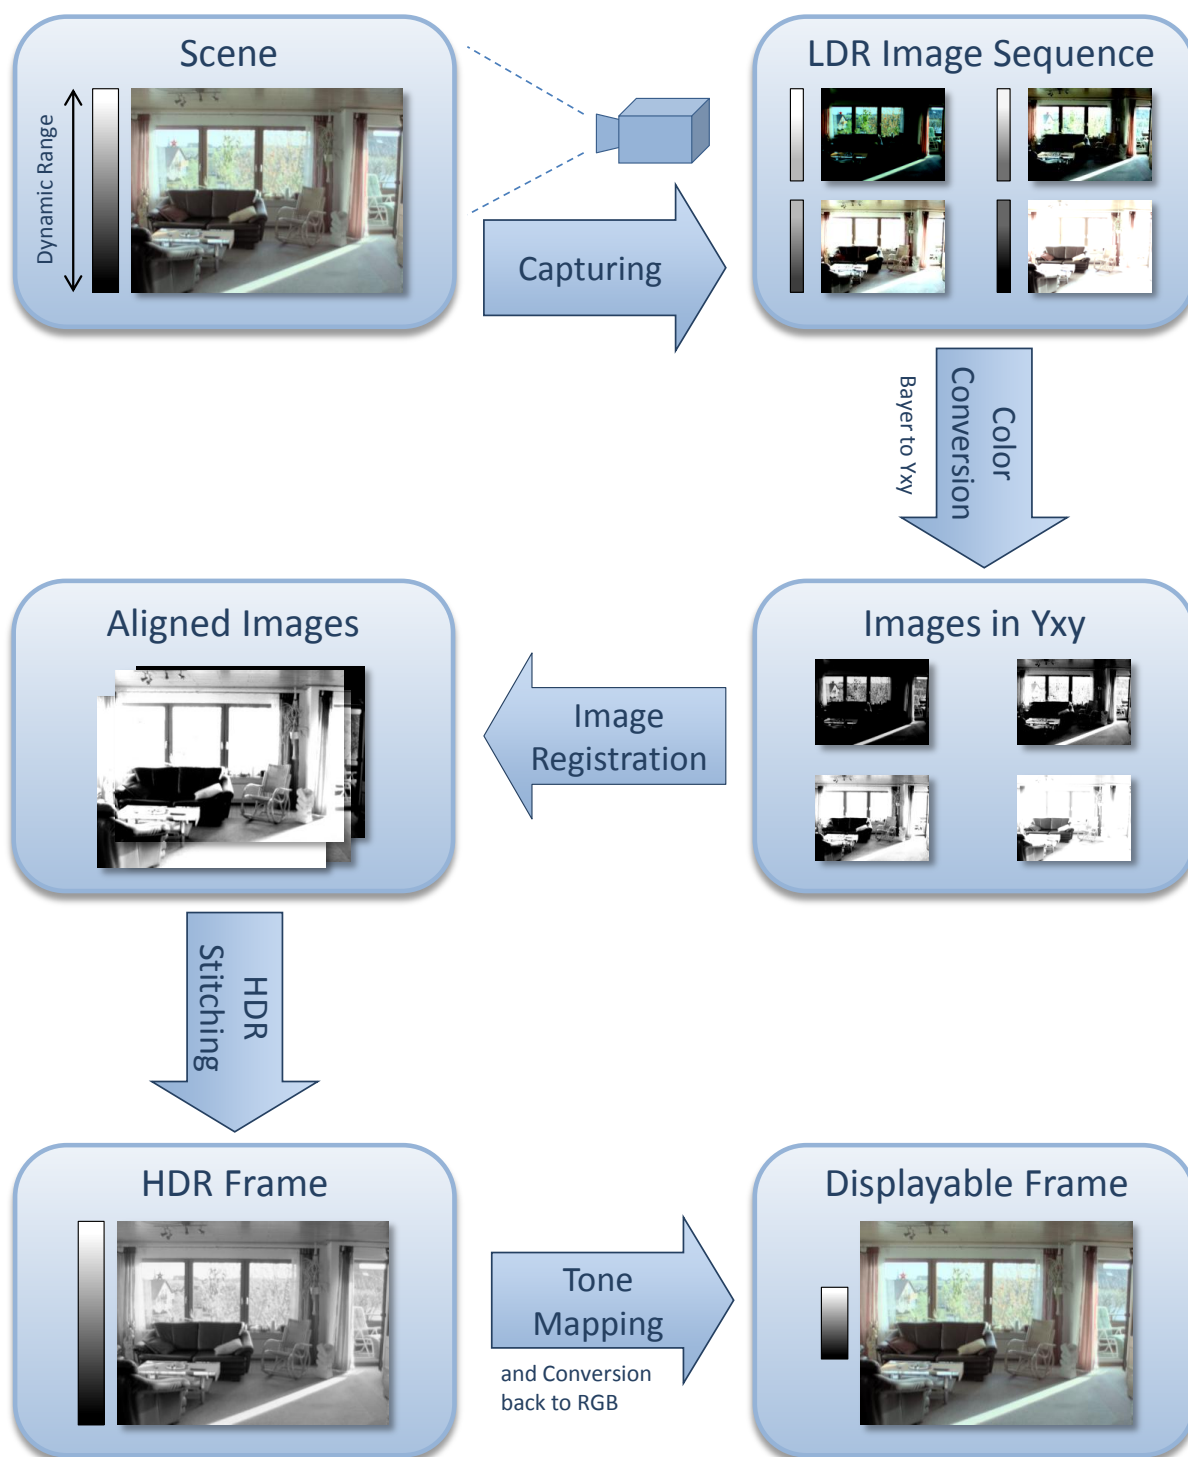 Scene
Dynamic Range
Capturing
LDR Image Sequence
Color
Conversion
Bayer to Yxy
Images in Yxy
Image
Registration
Aligned Images
HDR
Stitching
HDR Frame
Tone
Mapping
and Conversion
back to RGB
Displayable Frame